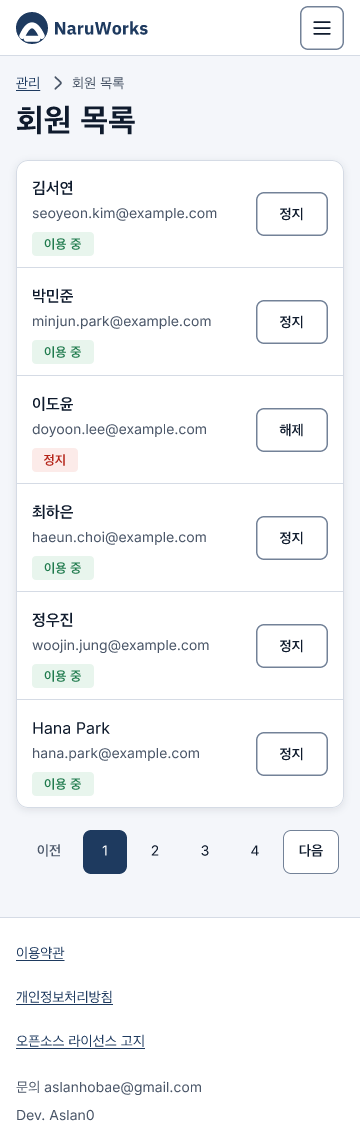 NaruWorks
관리 > 회원 목록
회원 목록
김서연
seoyeon.kim@example.com
이용 중
정지
박민준
minjun.park@example.com
이용 중
정지
이도윤
doyoon.lee@example.com
정지
해제
최하은
haeun.choi@example.com
이용 중
정지
정우진
woojin.jung@example.com
이용 중
정지
Hana Park
hana.park@example.com
이용 중
정지
이전 1 2 3 4 다음
이용약관
개인정보처리방침
오픈소스 라이선스 고지
문의 aslanhobae@gmail.com
Dev. Aslan0